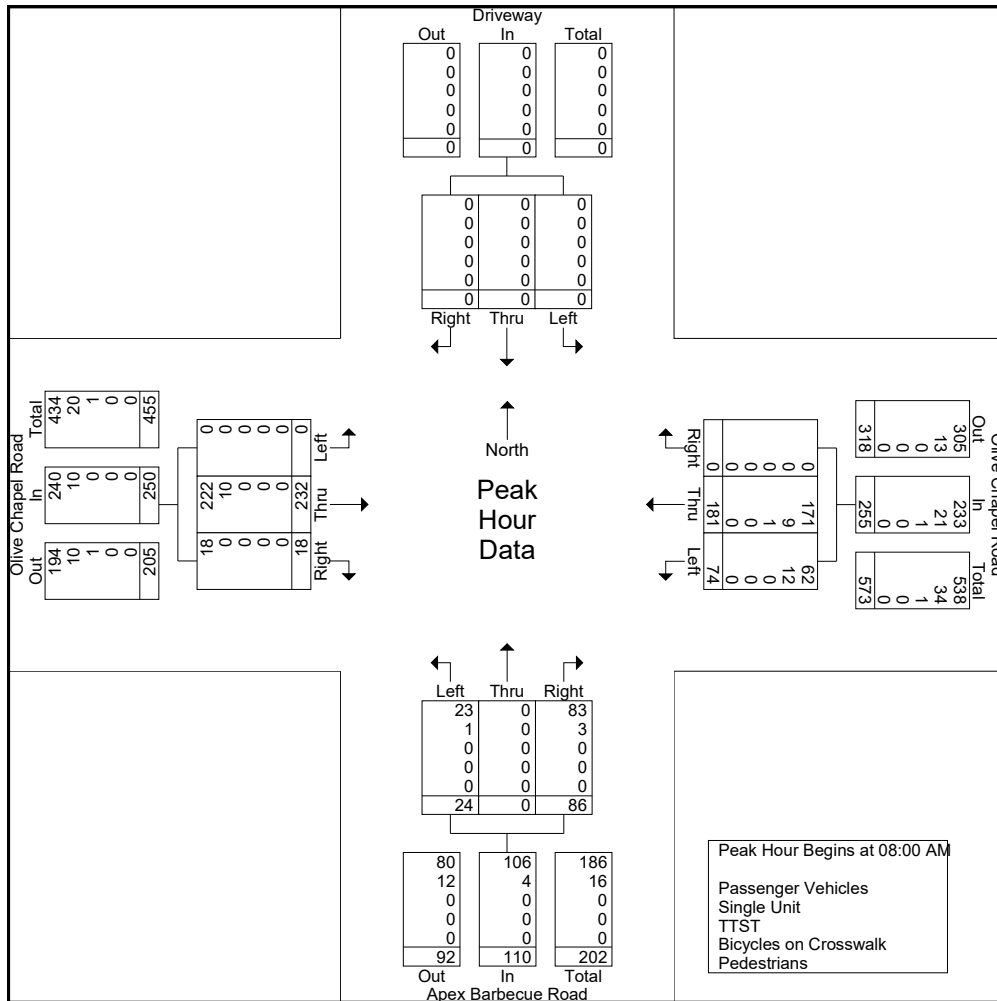 Driveway
Out In Total
0 0 0
0 0 0
0 0 0
0 0 0
0 0 0
0 0 0
0 0 0
0 0 0
0 0 0
0 0 0
0 0 0
0 0 0
Right Thru Left
Olive Chapel Road
Total
434 20 1 0 0 455
In
240 10 0 0 0 250
Out
194 10 1 0 0 205
0 0 0 0 0 0
Left
222 10 0 0 0 232
Thru
18 0 0 0 0 18
Right
North
Peak
Hour
Data
Right
0 0 0 0 0 0
Thru
171 9 1 0 0 181
Left
62 12 0 0 0 74
Olive Chapel Road
Out
305 13 0 0 0 318
In
233 21 1 0 0 255
Total
538 34 1 0 0 573
Left Thru Right
23 0 83
1 0 3
0 0 0
0 0 0
0 0 0
24 0 86
80 106 186
12 4 16
0 0 0
0 0 0
0 0 0
92 110 202
Out In Total
Apex Barbecue Road
Peak Hour Begins at 08:00 AM
Passenger Vehicles
Single Unit
TTST
Bicycles on Crosswalk
Pedestrians